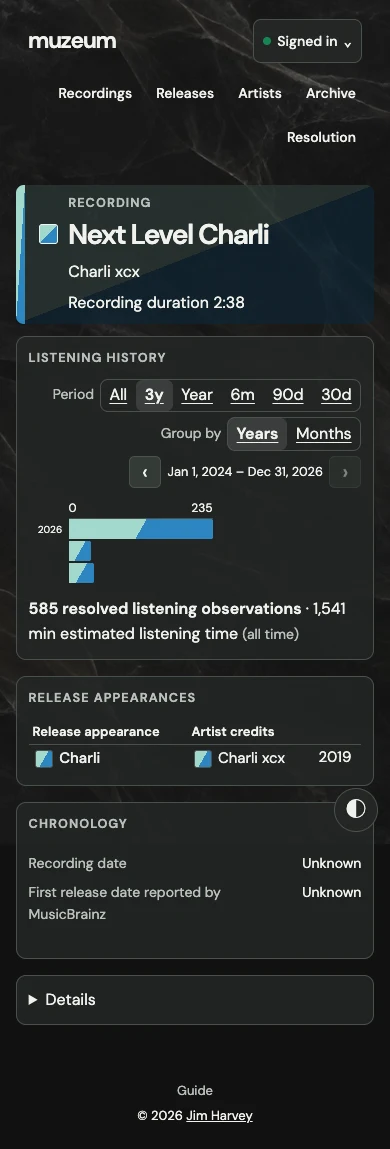 muzeum
Signed in
Recordings Releases Artists Archive
Resolution
RECORDING
Next Level Charli
Charli xcx
Recording duration 2:38
LISTENING HISTORY
Period All 3y Year 6m 90d 30d
Group by Years Months
‹ Jan 1, 2024 – Dec 31, 2026 ›
0 235
2026
585 resolved listening observations · 1,541
min estimated listening time (all time)
RELEASE APPEARANCES
Release appearance Artist credits
Charli Charli xcx 2019
CHRONOLOGY
Recording date Unknown
First release date reported by Unknown
MusicBrainz
Details
Guide
© 2026 Jim Harvey